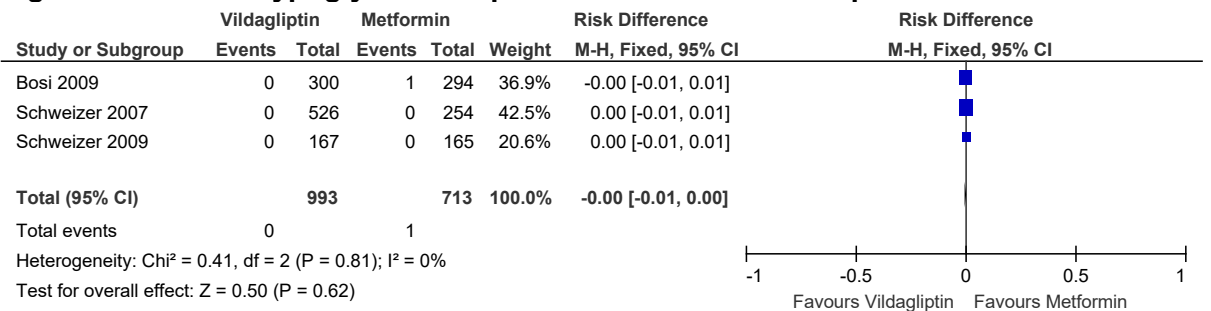 Vildagliptin Metformin Risk Difference Risk Difference
Study or Subgroup Events Total Events Total Weight M-H, Fixed, 95% CI M-H, Fixed, 95% CI
Bosi 2009 0 300 1 294 36.9% -0.00 [-0.01, 0.01]
Schweizer 2007 0 526 0 254 42.5% 0.00 [-0.01, 0.01]
Schweizer 2009 0 167 0 165 20.6% 0.00 [-0.01, 0.01]
Total (95% CI) 993 713 100.0% -0.00 [-0.01, 0.00]
Total events 0 1
Heterogeneity: Chi² = 0.41, df = 2 (P = 0.81); I² = 0%
Test for overall effect: Z = 0.50 (P = 0.62)
-1 -0.5 0 0.5 1
Favours Vildagliptin Favours Metformin